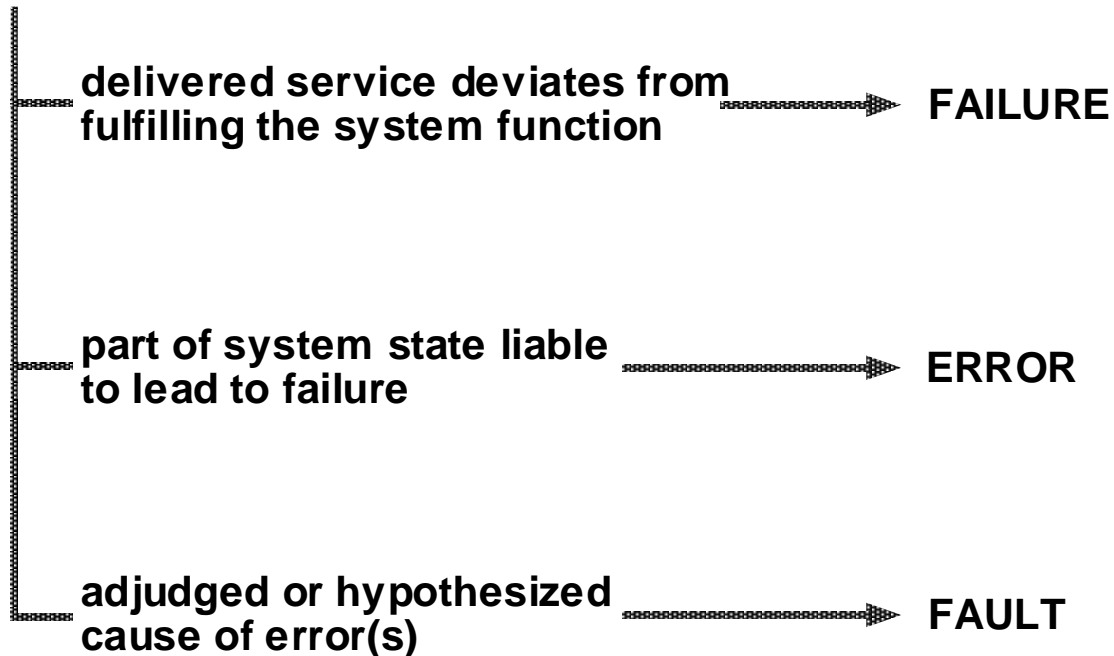 delivered service deviates from
fulfilling the system function
FAILURE
part of system state liable
to lead to failure
ERROR
adjudged or hypothesized
cause of error(s)
FAULT